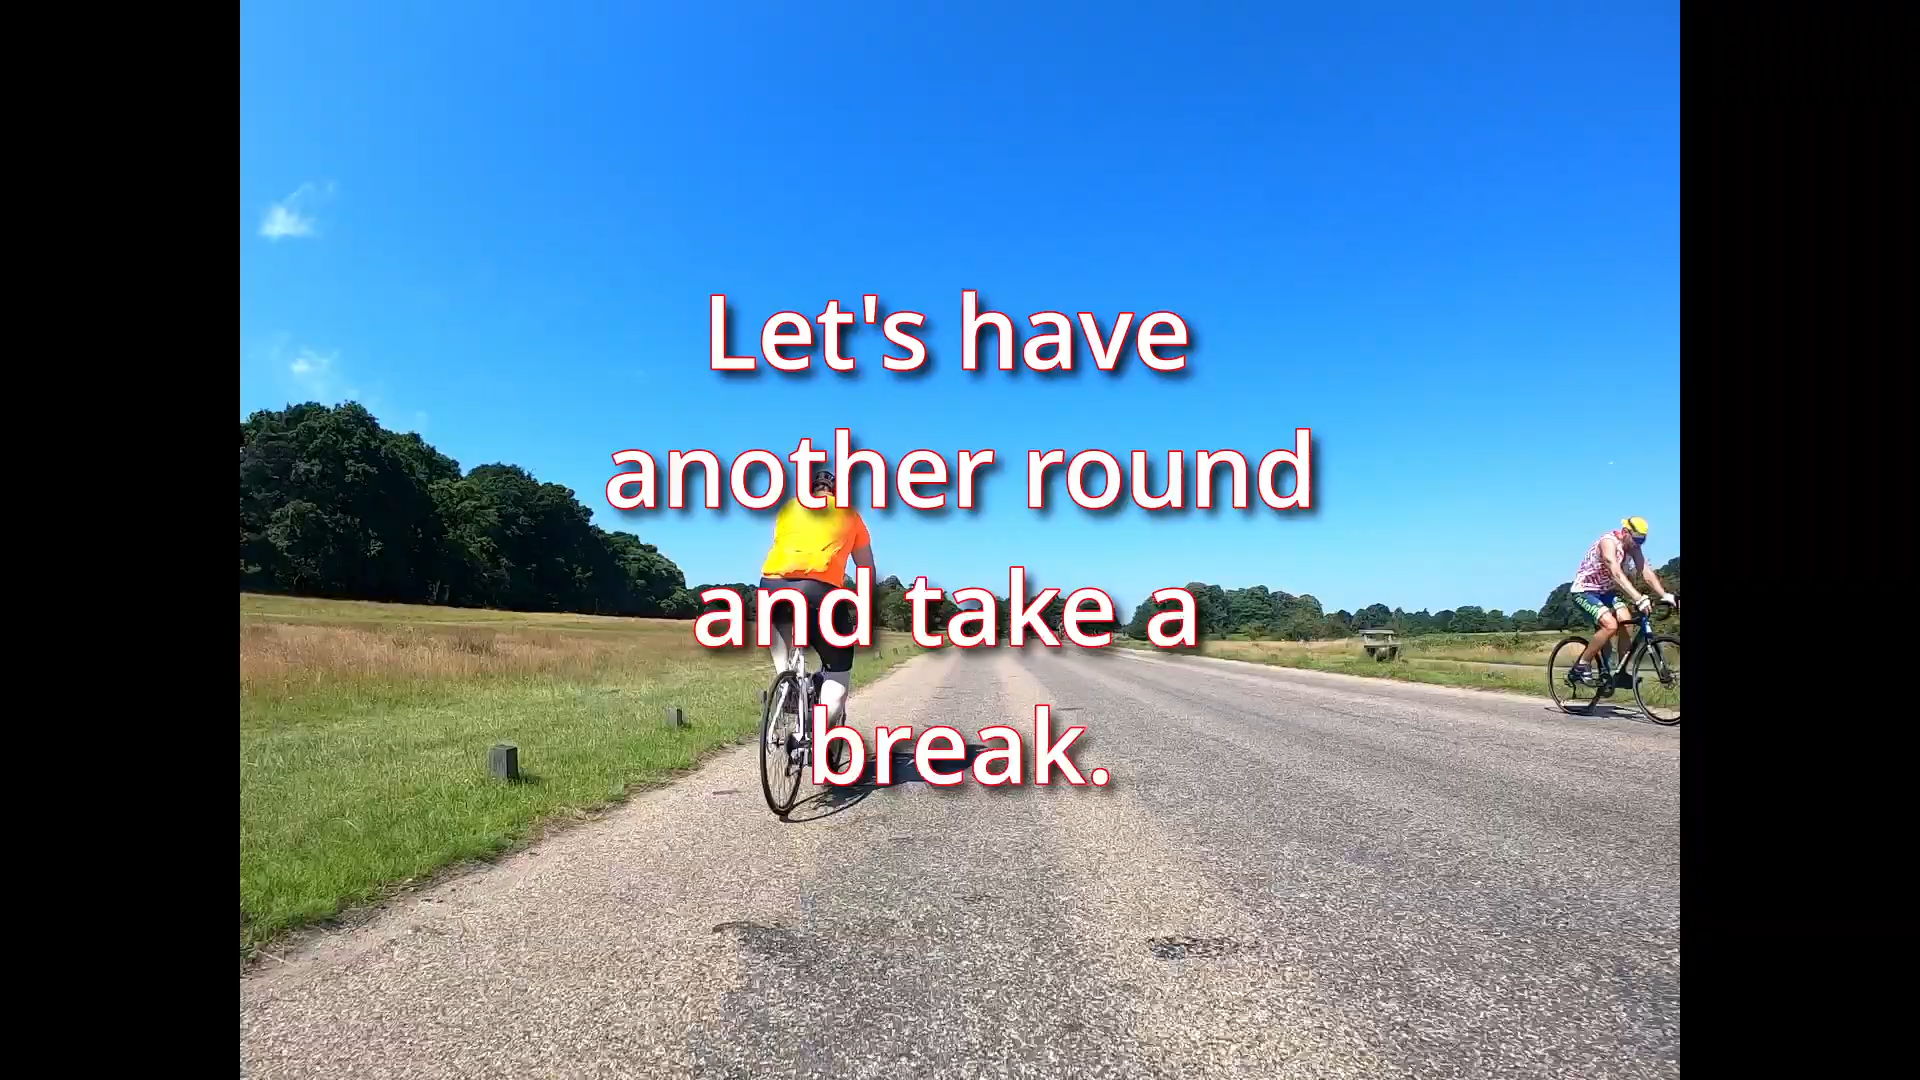 Let's have
another round
and take a
break.